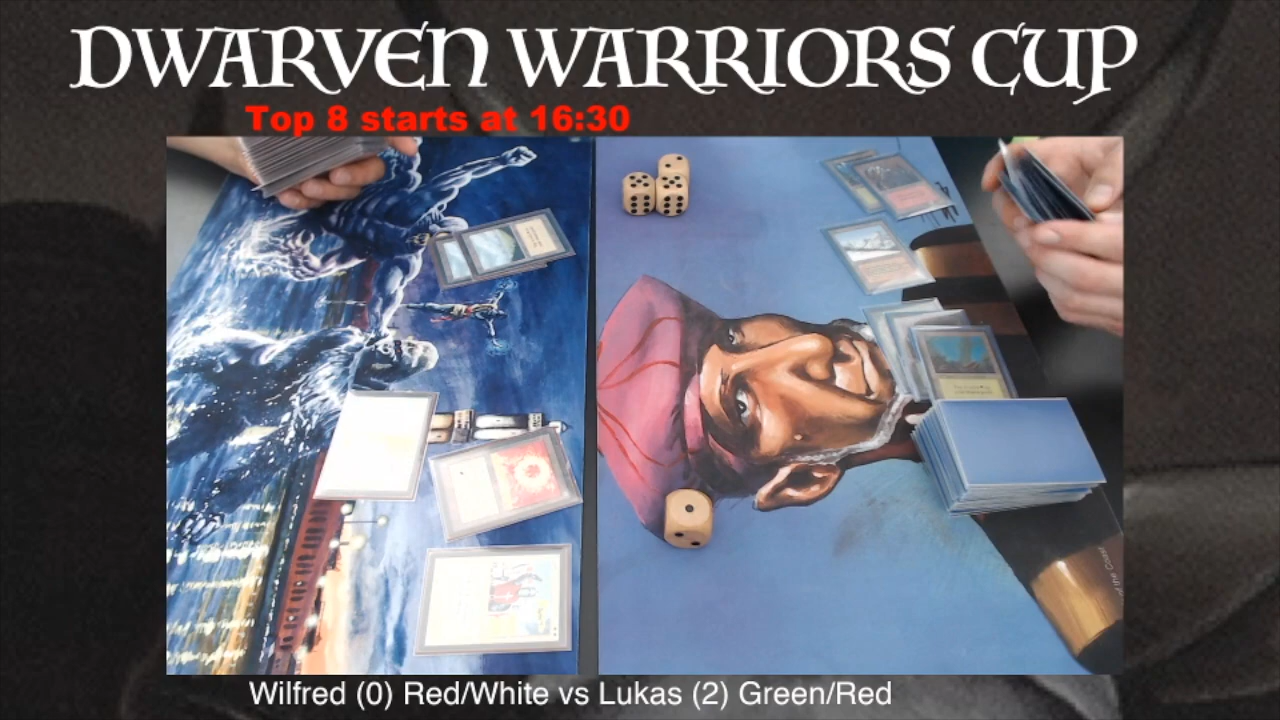 DWARVEN WARRIORS CUP
Top 8 starts at 16:30
Wilfred (0) Red/White vs Lukas (2) Green/Red